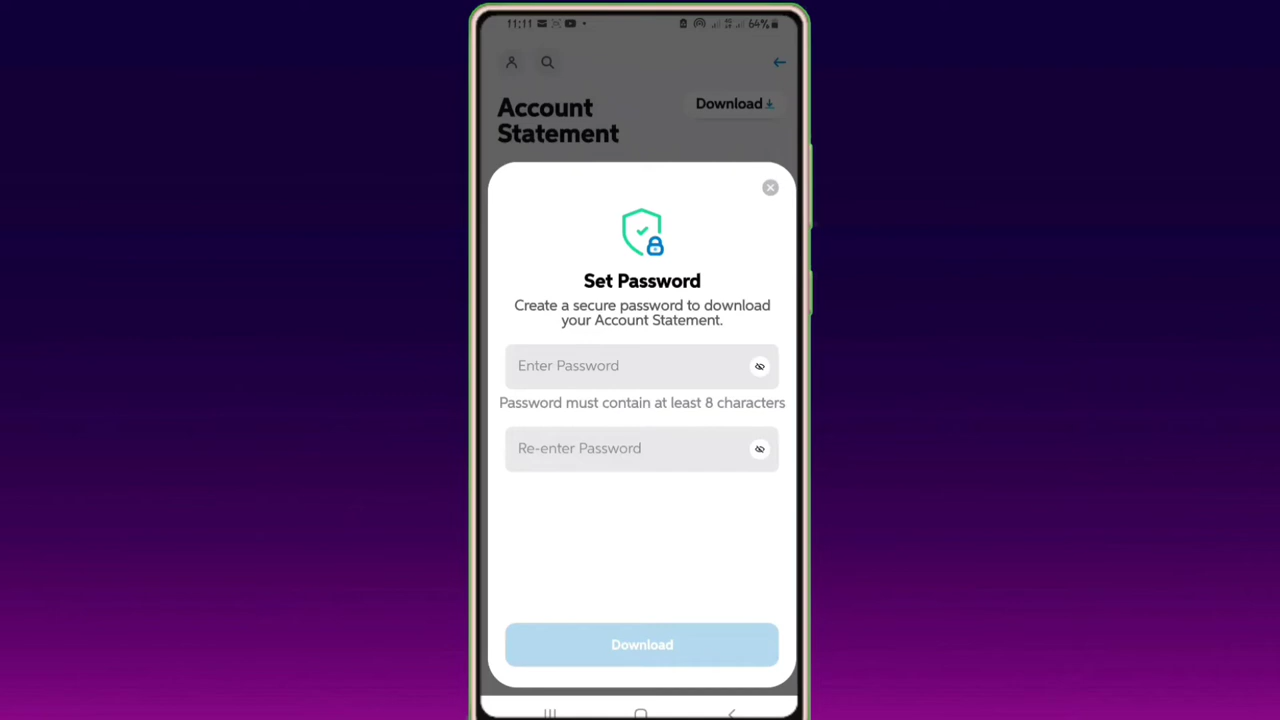 11:11
64%
Account
Statement
Download
Set Password
Create a secure password to download
your Account Statement.
Enter Password
Password must contain at least 8 characters
Re-enter Password
Download